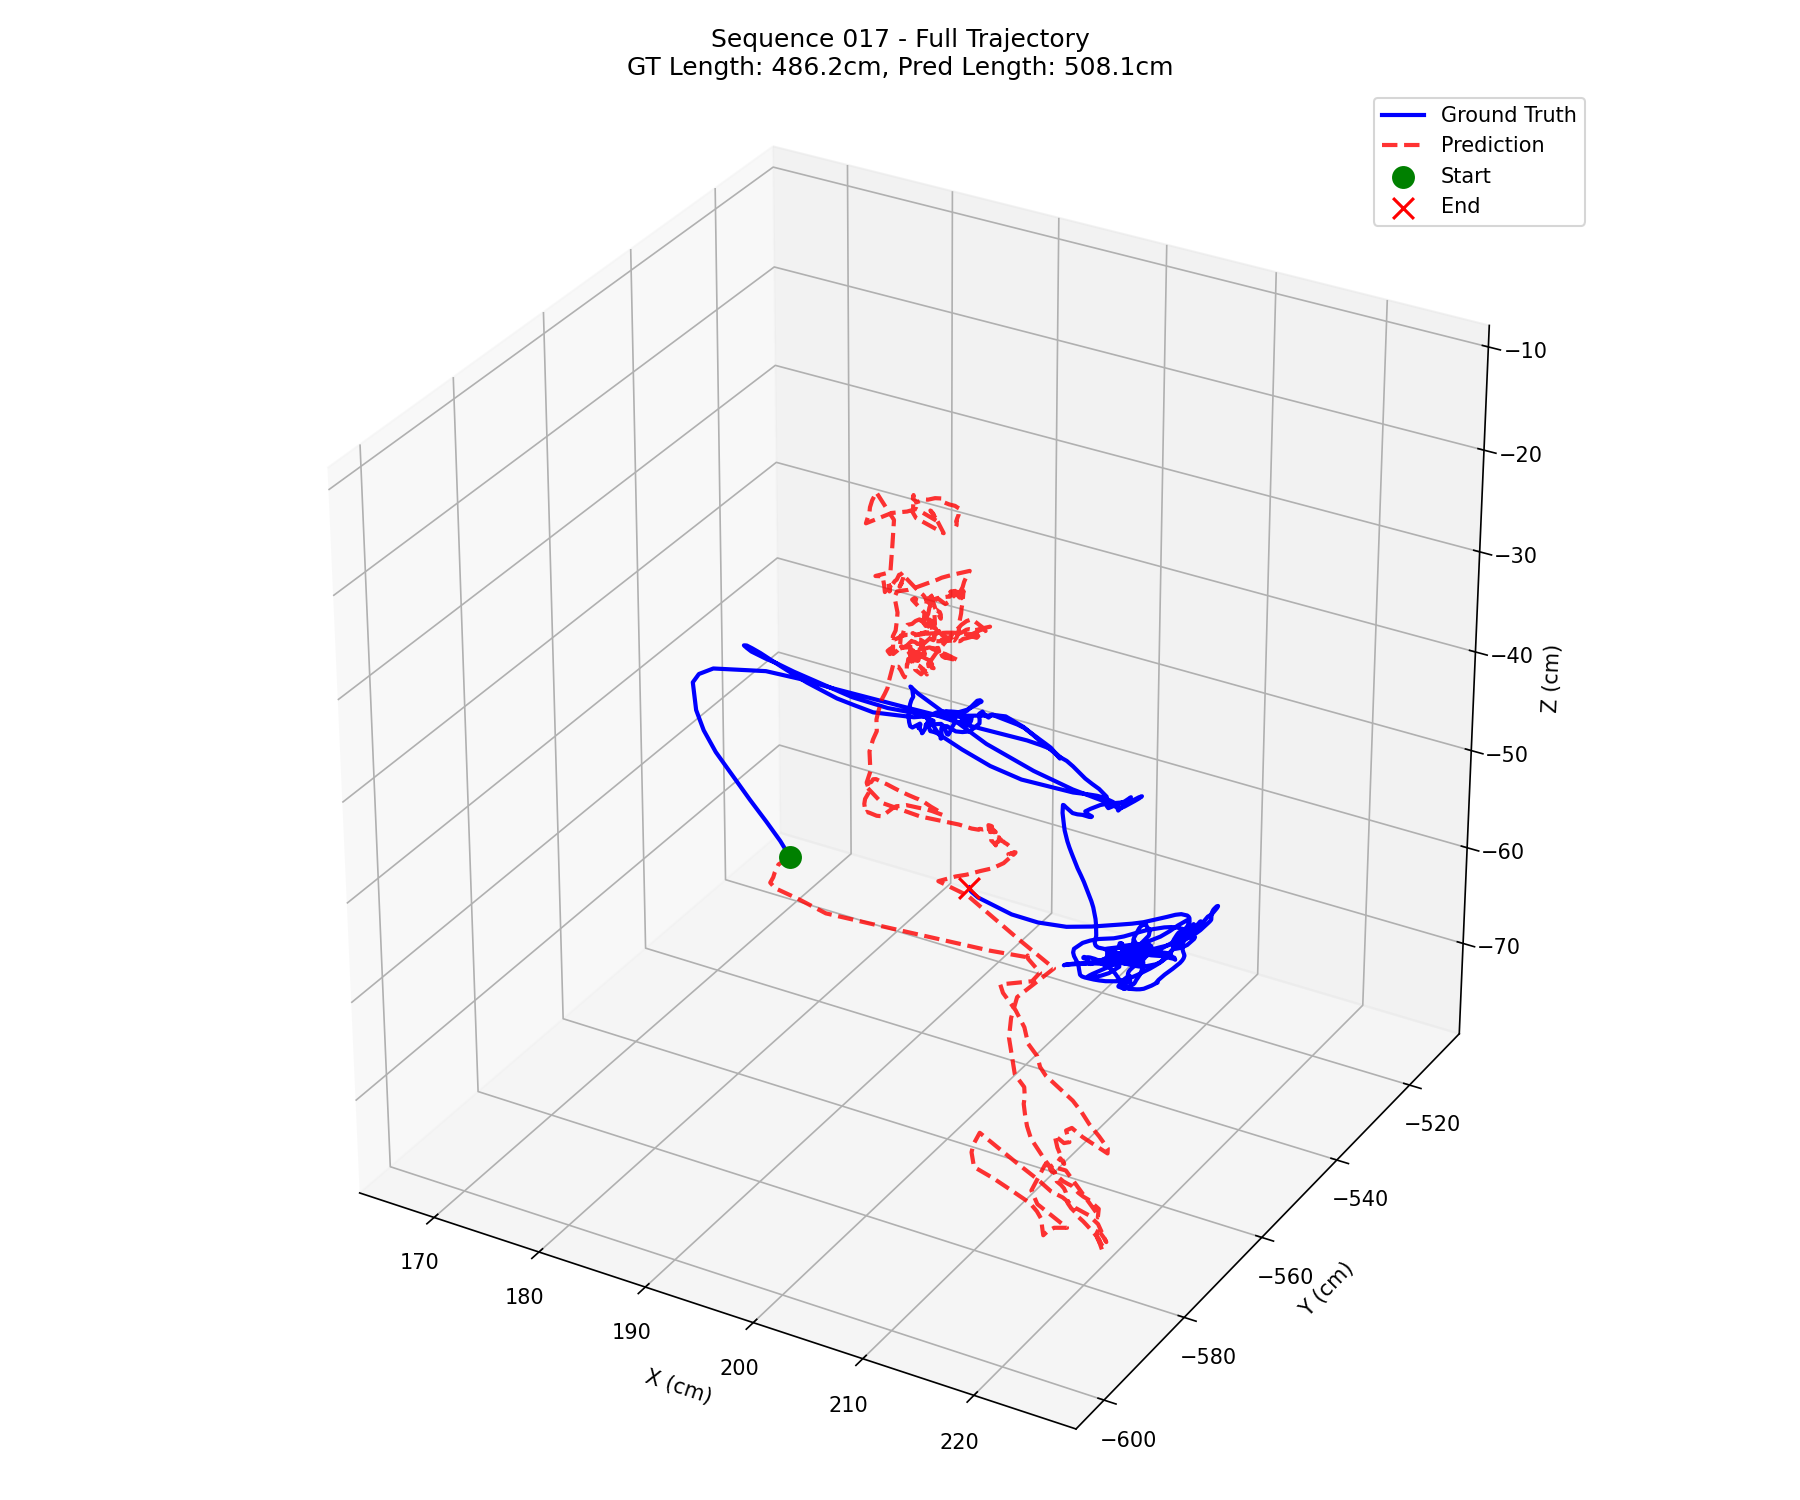 Sequence 017 - Full Trajectory
GT Length: 486.2cm, Pred Length: 508.1cm
Ground Truth
Prediction
Start
End
−10
−20
−30
−40
−50
−60
−70
Z (cm)
−520
−540
−560
−580
−600
Y (cm)
170
180
190
200
210
220
X (cm)